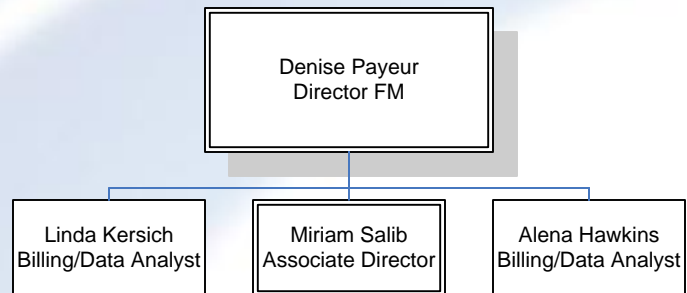 Denise Payeur
Director FM
Linda Kersich
Billing/Data Analyst
Miriam Salib
Associate Director
Alena Hawkins
Billing/Data Analyst